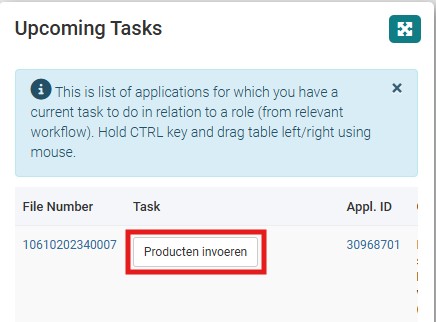 Upcoming Tasks
This is list of applications for which you have a
current task to do in relation to a role (from relevant
workflow). Hold CTRL key and drag table left/right using
mouse.
File Number Task Appl. ID
10610202340007 Producten invoeren 30968701